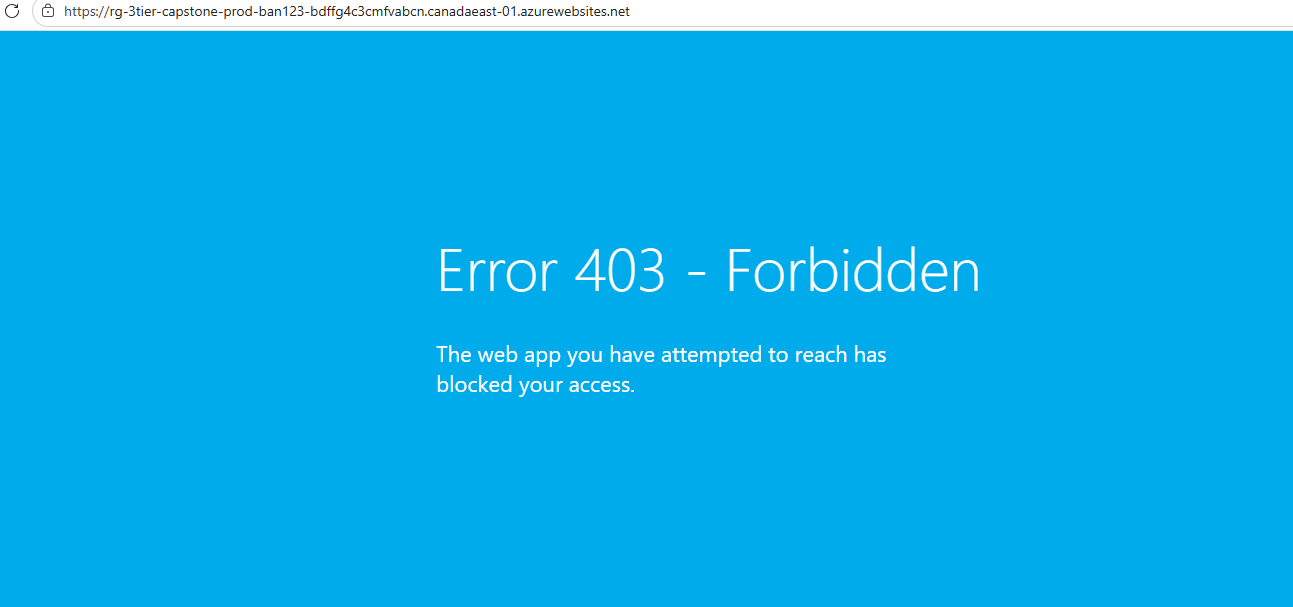 https://rg-3tier-capstone-prod-ban123-bdffg4c3cmfvabcn.canadaeast-01.azurewebsites.net
Error 403 - Forbidden
The web app you have attempted to reach has
blocked your access.